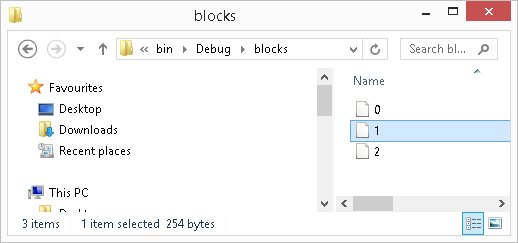 blocks
« bin Debug blocks Search bl...
Favourites
Desktop
Downloads
Recent places
This PC
Name
0
1
2
3 items 1 item selected 254 bytes